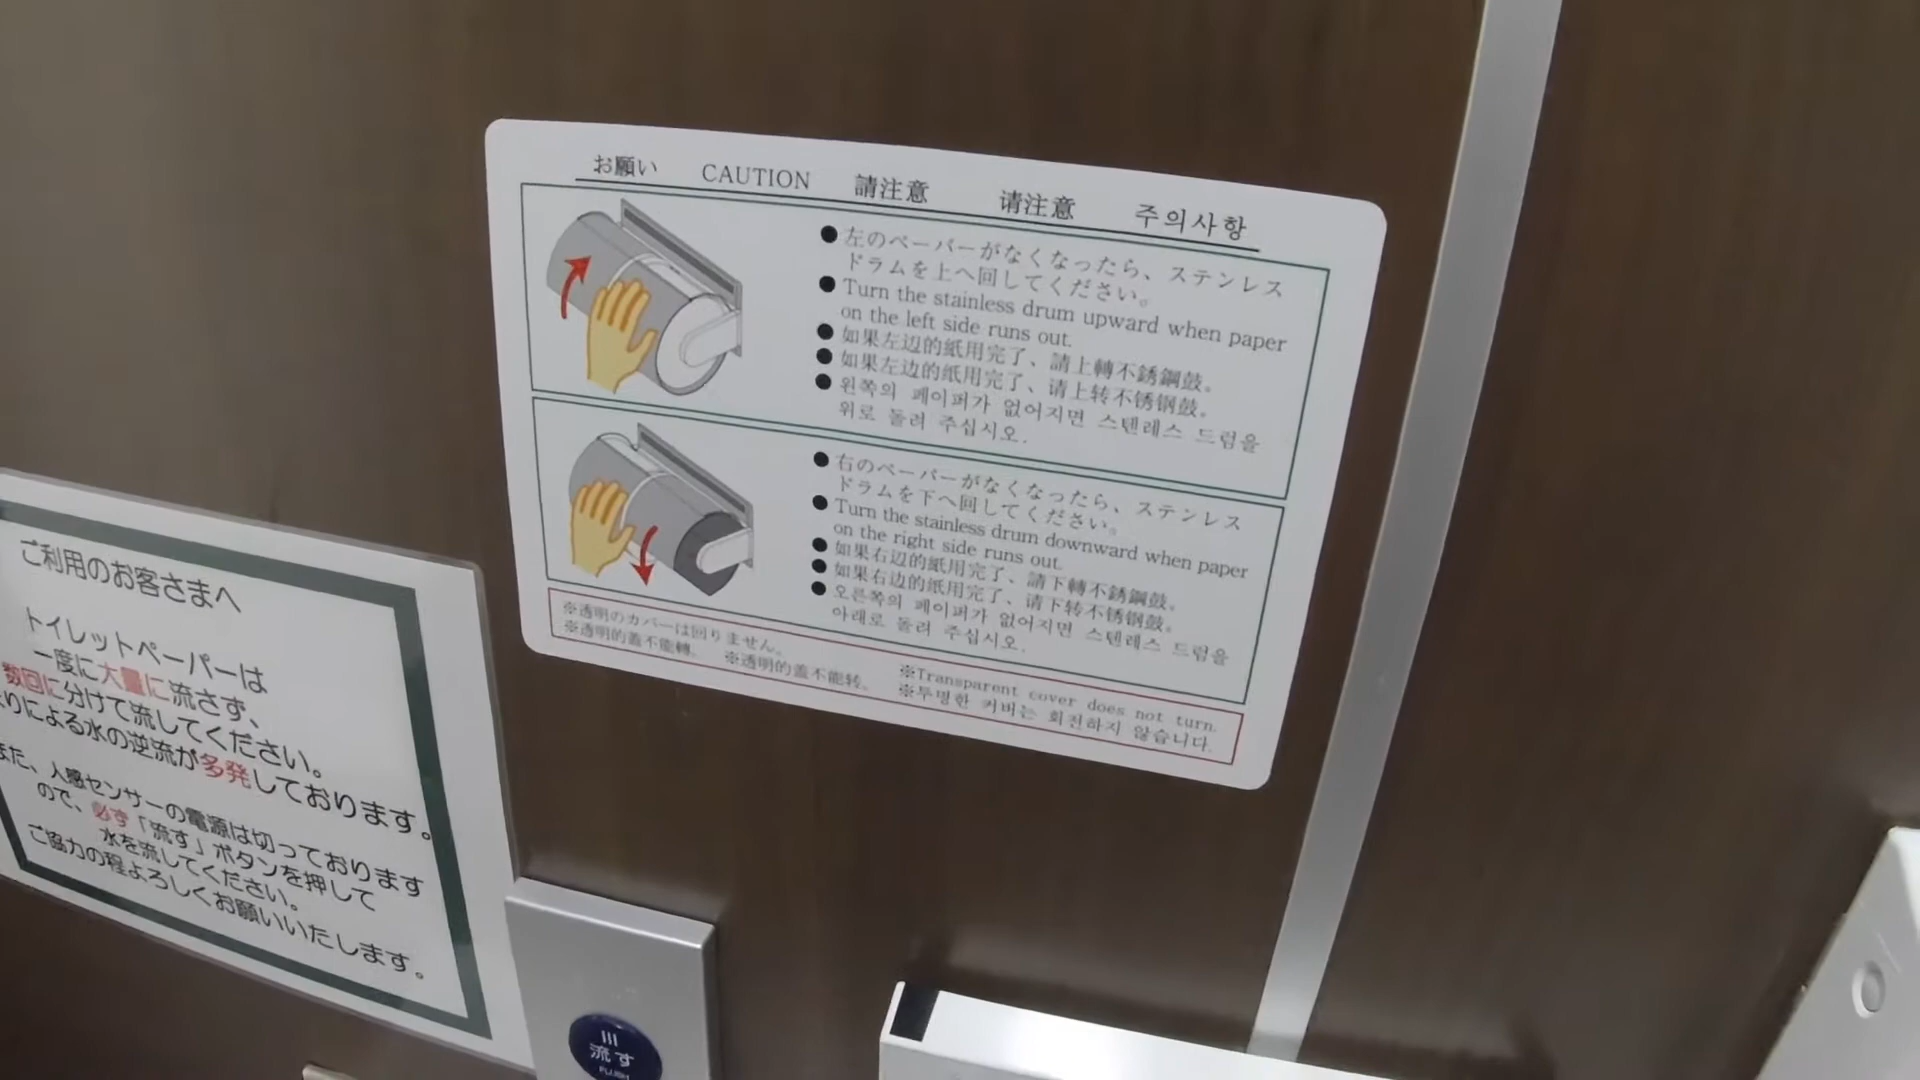 お願い CAUTION 請注意 请注意 주의사항
●左のペーパーがなくなったら、ステンレス
ドラムを上へ回してください。
●Turn the stainless drum upward when paper
on the left side runs out.
●如果左辺的紙用完了、請上轉不銹鋼鼓。
●如果左边的纸用完了、请上转不锈钢鼓。
●왼쪽의 페이퍼가 없어지면 스텐레스 드럼을
위로 돌려 주십시오.
●右のペーパーがなくなったら、ステンレス
ドラムを下へ回してください。
●Turn the stainless drum downward when paper
on the right side runs out.
●如果右辺的紙用完了、請下轉不銹鋼鼓。
●如果右边的纸用完了、请下转不锈钢鼓。
●오른쪽의 페이퍼가 없어지면 스텐레스 드럼을
아래로 돌려 주십시오.
※透明のカバーは回りません。 ※Transparent cover does not turn.
※透明的蓋不能轉。 ※透明的盖不能转。 ※투명한 커버는 회전하지 않습니다.
ご利用のお客さまへ
トイレットペーパーは
一度に大量に流さず、
数回に分けて流してください。
まりによる水の逆流が多発しております。
また、人感センサーの電源は切っております
ので、必ず「流す」ボタンを押して
水を流してください。
ご協力の程よろしくお願いいたします。
流す
FLUSH